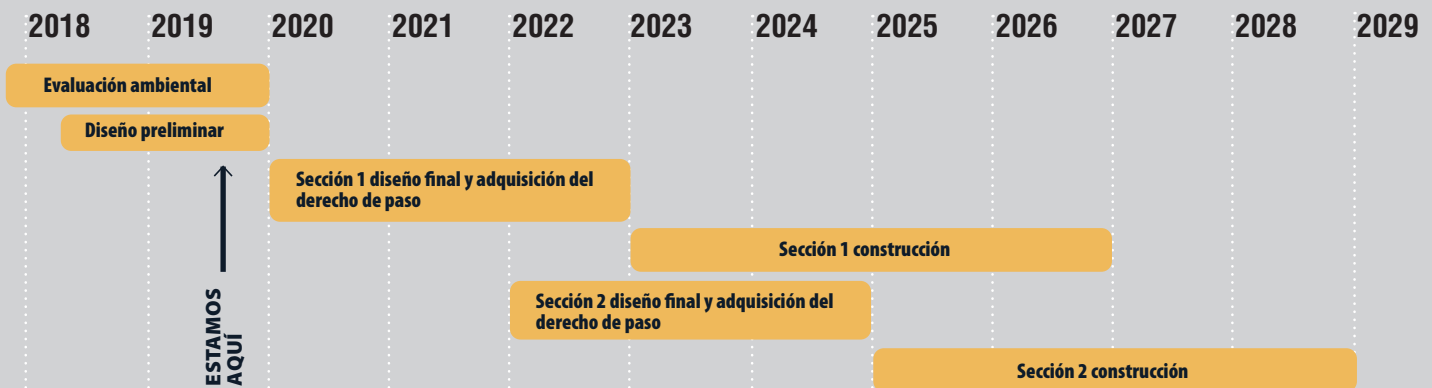 2018 2019 2020 2021 2022 2023 2024 2025 2026 2027 2028 2029
Evaluación ambiental
Diseño preliminar
Sección 1 diseño final y adquisición del
derecho de paso
Sección 1 construcción
Sección 2 diseño final y adquisición del
derecho de paso
ESTAMOS
AQUÍ
Sección 2 construcción